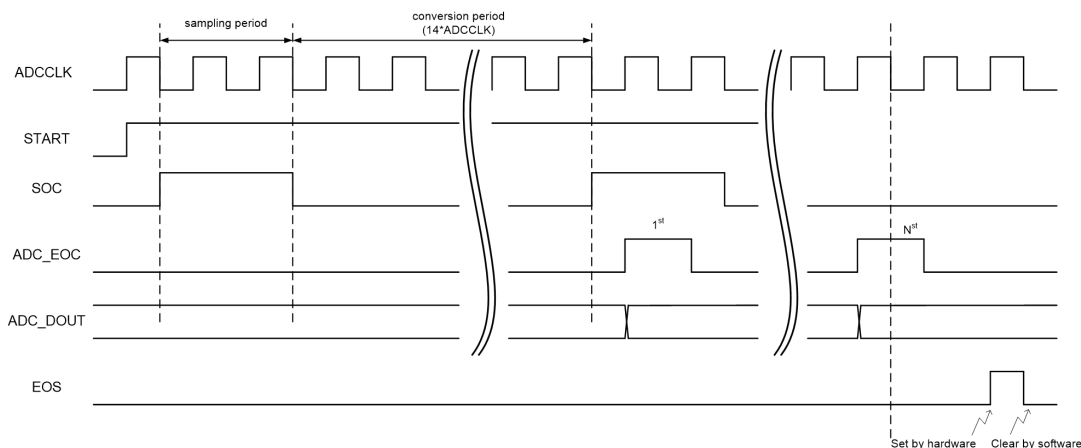 sampling period
conversion period
(14*ADCCLK)
ADCCLK
START
SOC
1st
ADC_EOC
Nst
ADC_DOUT
EOS
Set by hardware
Clear by software